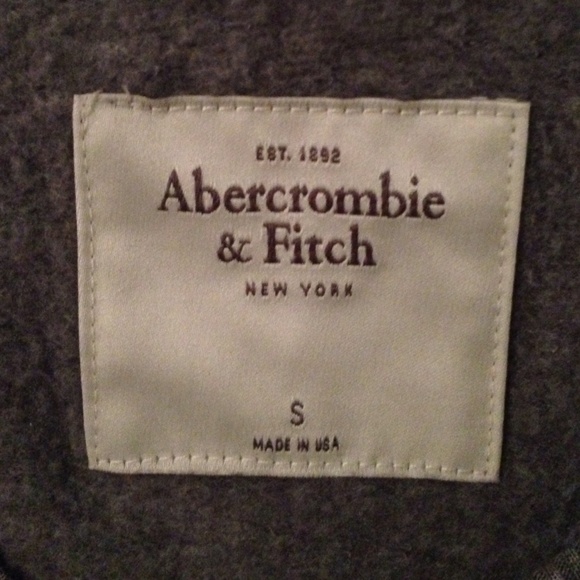 EST. 1892
Abercrombie
& Fitch
NEW YORK
S
MADE IN USA